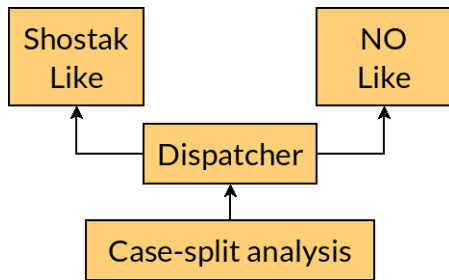 Shostak
Like
NO
Like
Dispatcher
Case-split analysis